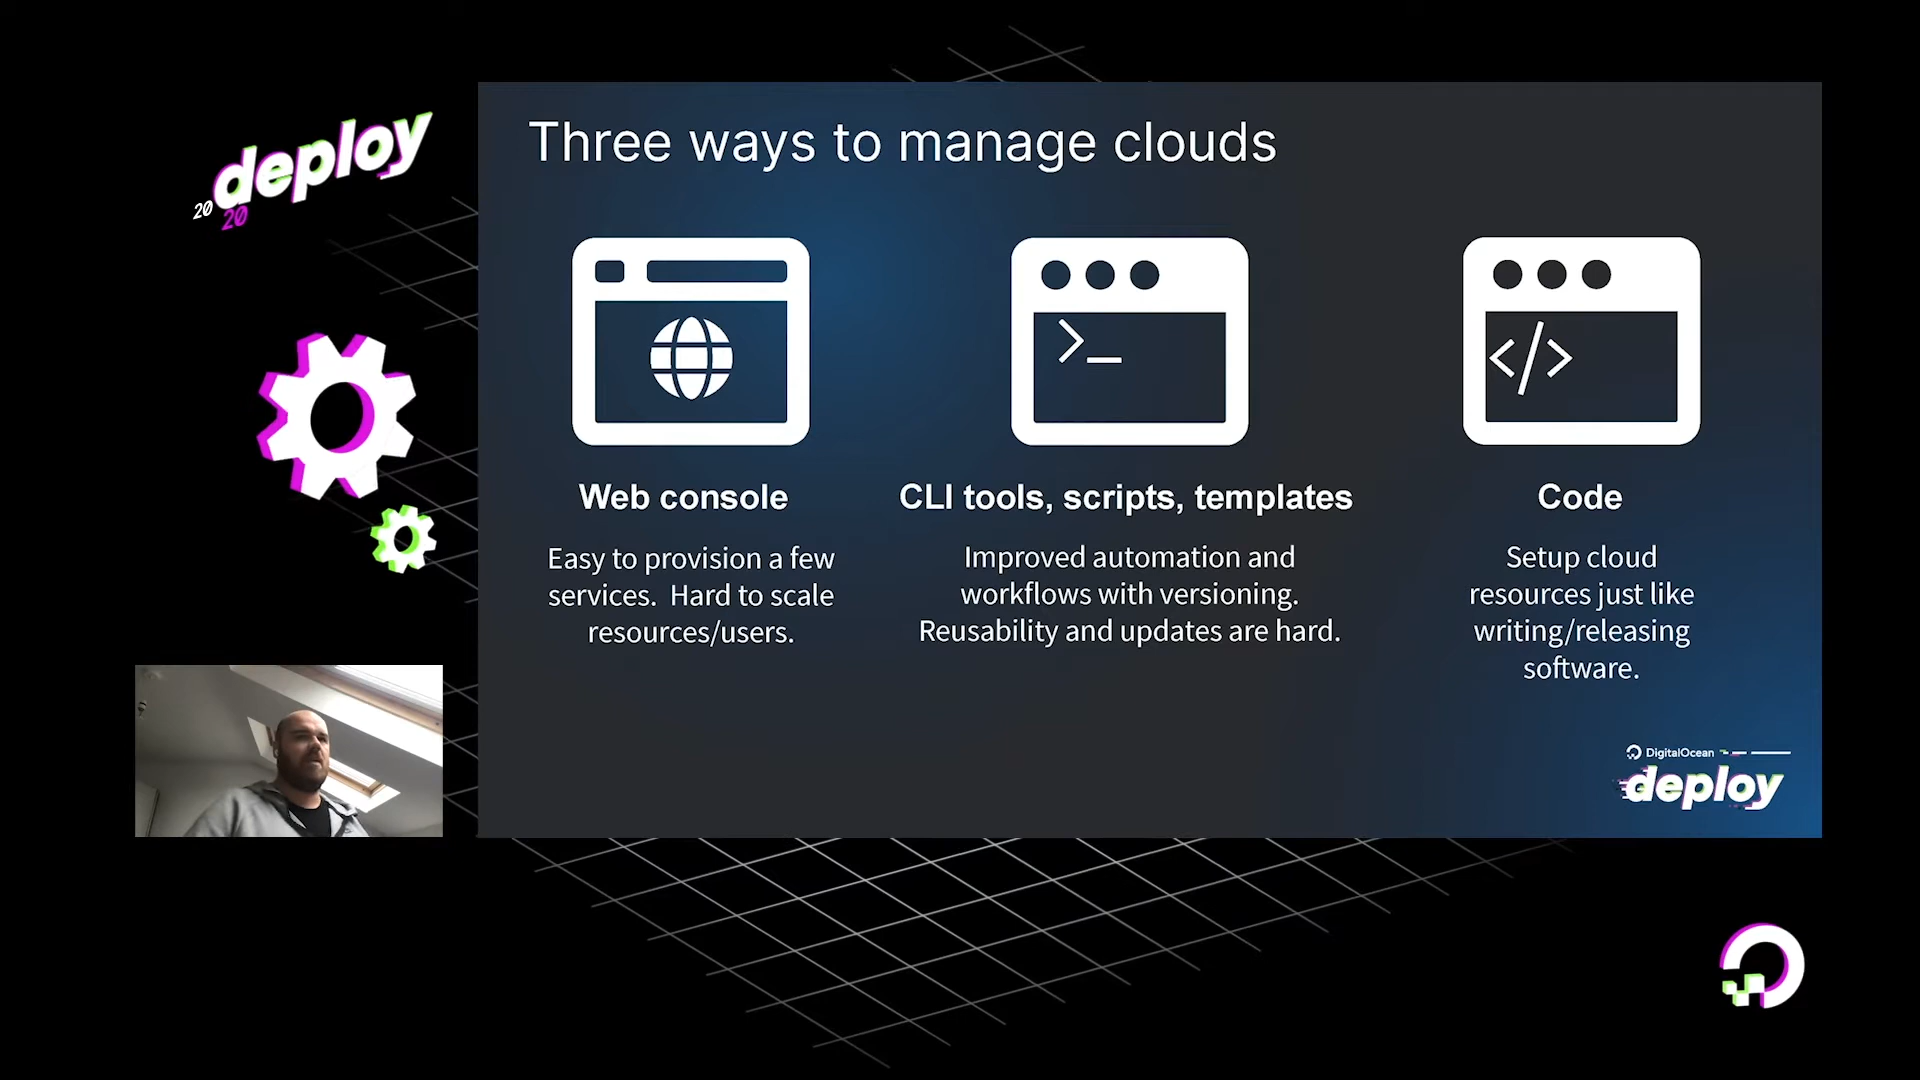 deploy
20
20
Three ways to manage clouds
>_
</>
Web console
Easy to provision a few
services. Hard to scale
resources/users.
CLI tools, scripts, templates
Improved automation and
workflows with versioning.
Reusability and updates are hard.
Code
Setup cloud
resources just like
writing/releasing
software.
DigitalOcean
deploy